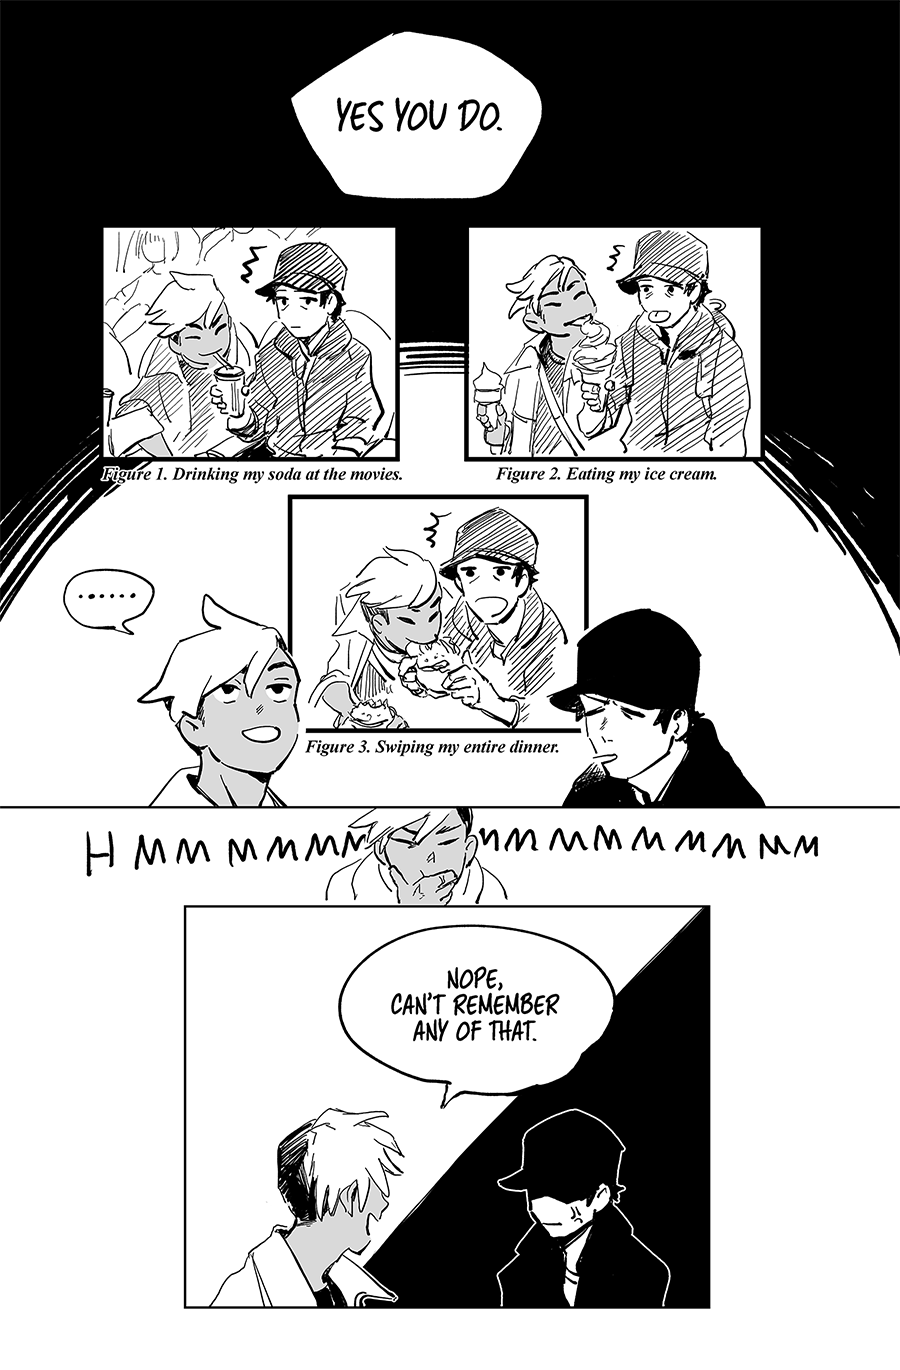 YES YOU DO.
Figure 1. Drinking my soda at the movies.
Figure 2. Eating my ice cream.
......
Figure 3. Swiping my entire dinner.
HMMMMMMMMMMMMMMMM
NOPE,
CAN'T REMEMBER
ANY OF THAT.